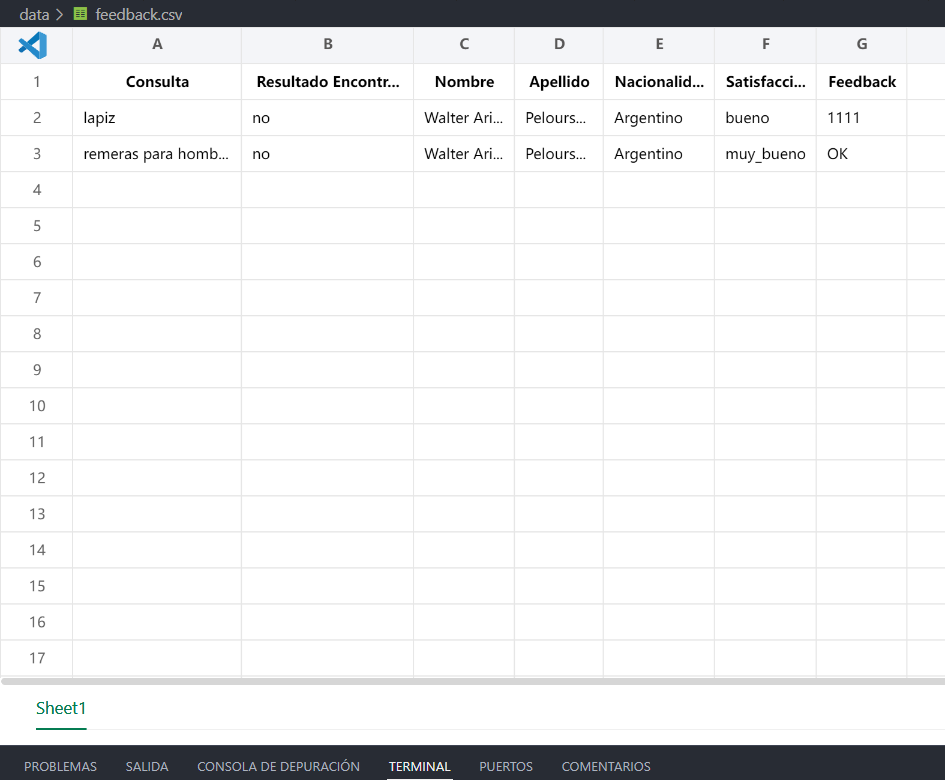 data > feedback.csv
A B C D E F G
1 Consulta Resultado Encontr... Nombre Apellido Nacionalid... Satisfacci... Feedback
2 lapiz no Walter Ari... Pelours... Argentino bueno 1111
3 remeras para homb... no Walter Ari... Pelours... Argentino muy_bueno OK
4
5
6
7
8
9
10
11
12
13
14
15
16
17
Sheet1
PROBLEMAS SALIDA CONSOLA DE DEPURACIÓN TERMINAL PUERTOS COMENTARIOS